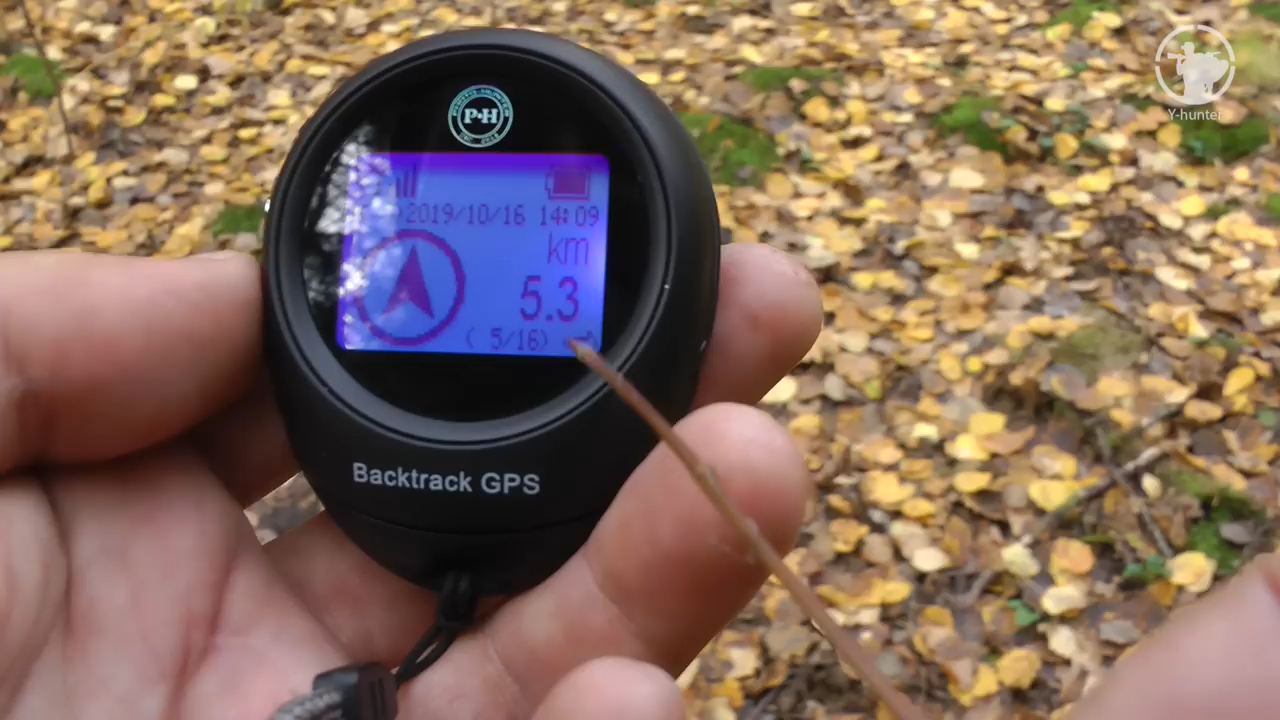 Y-hunter
P·H
2019/10/16 14:09
km
5.3
( 5/16)
Backtrack GPS